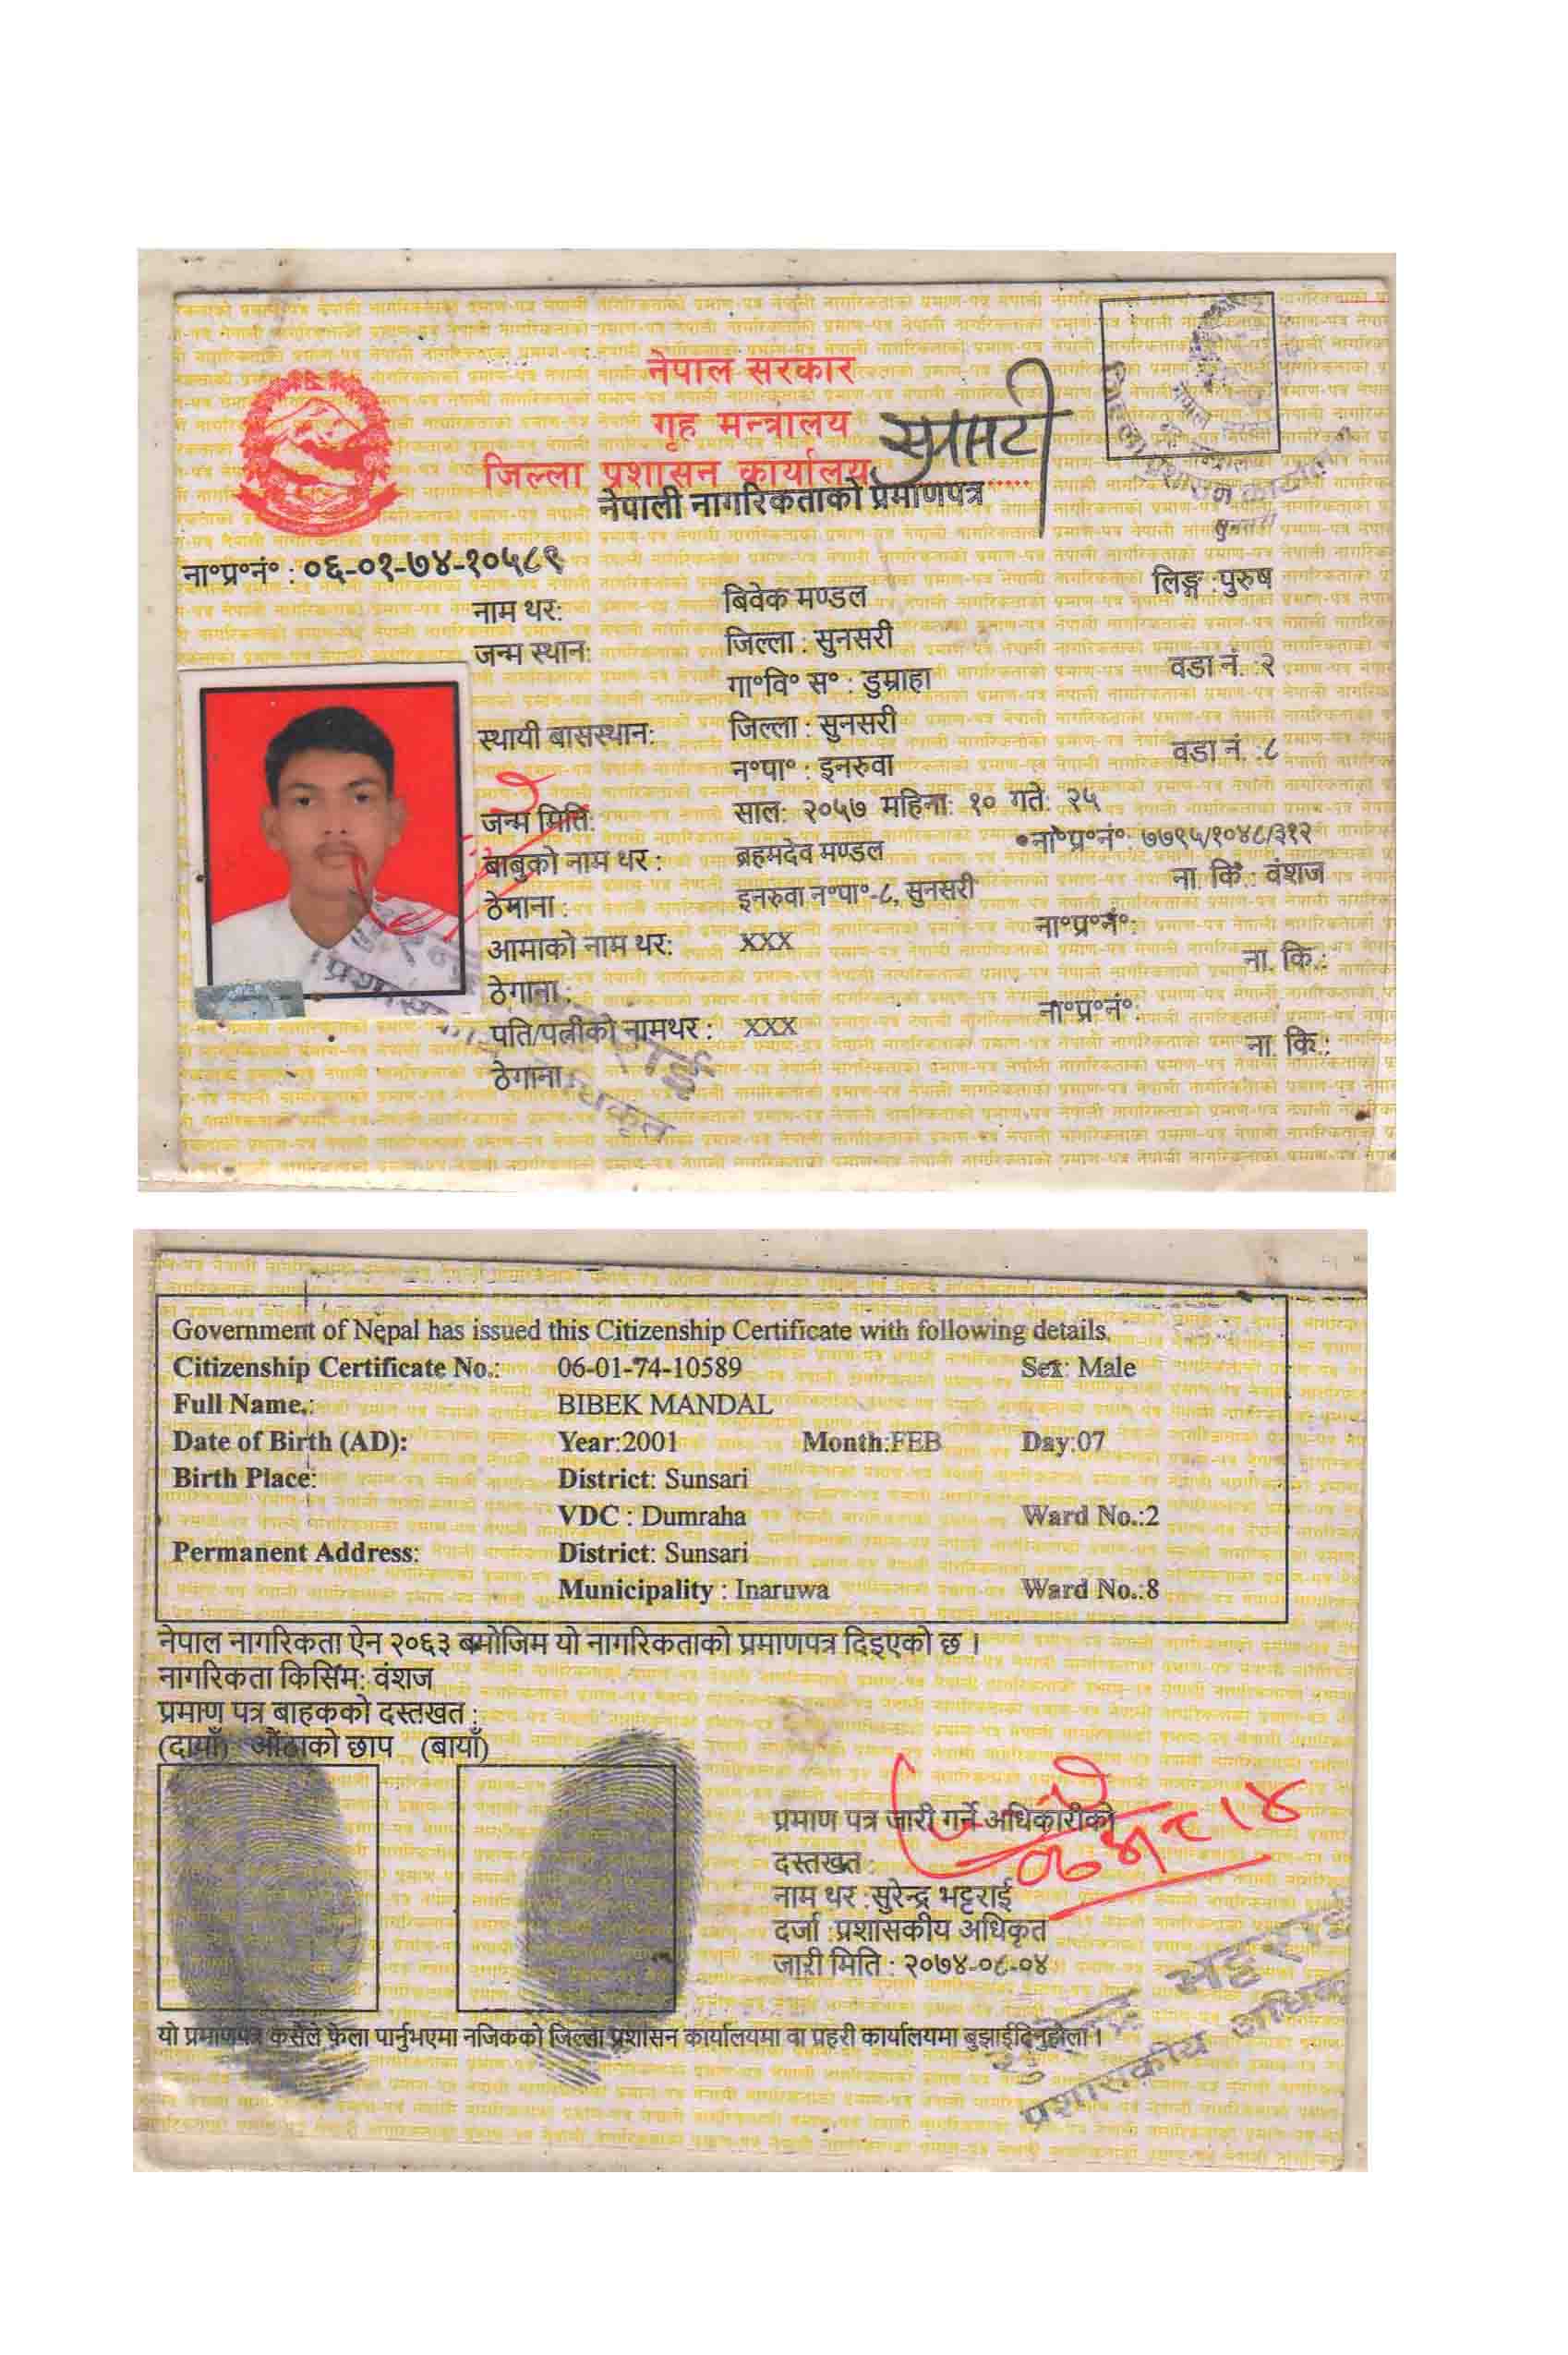 नेपाल सरकार
गृह मन्त्रालय
जिल्ला प्रशासन कार्यालय, सुनसरी
नेपाली नागरिकताको प्रमाणपत्र
ना°प्र°नं° : ०६-०१-७४-१०५८९
लिङ्ग : पुरुष
नाम थर: बिवेक मण्डल
जन्म स्थान: जिल्ला : सुनसरी
गा°वि° स° : डुम्राहा वडा नं. :२
स्थायी बासस्थान: जिल्ला : सुनसरी
न°पा° : इनरुवा वडा नं. :८
जन्म मिति: साल: २०५७ महिना: १० गते: २५
बाबुको नाम थर : ब्रहमदेव मण्डल ना°प्र°नं°: ७७९५/१०४८/३१२
ठेगाना : इनरुवा न°पा°-८, सुनसरी ना. कि.: वंशज
आमाको नाम थर: XXX ना°प्र°नं°:
ठेगाना : ना. कि.:
पति/पत्नीको नामथर : XXX ना°प्र°नं°:
ठेगाना : ना. कि.:
Government of Nepal has issued this Citizenship Certificate with following details.
Citizenship Certificate No.: 06-01-74-10589 Sex: Male
Full Name.: BIBEK MANDAL
Date of Birth (AD): Year:2001 Month:FEB Day:07
Birth Place: District: Sunsari
VDC : Dumraha Ward No.:2
Permanent Address: District: Sunsari
Municipality : Inaruwa Ward No.:8
नेपाल नागरिकता ऐन २०६३ बमोजिम यो नागरिकताको प्रमाणपत्र दिइएको छ ।
नागरिकता किसिम: वंशज
प्रमाण पत्र बाहकको दस्तखत :
(दायाँ) औंठाको छाप (बायाँ)
प्रमाण पत्र जारी गर्ने अधिकारीको
दस्तखत :
नाम थर : सुरेन्द्र भट्टराई
दर्जा : प्रशासकीय अधिकृत
जारी मिति : २०७४-०८-०४
यो प्रमाणपत्र कसैले फेला पार्नुभएमा नजिकको जिल्ला प्रशासन कार्यालयमा वा प्रहरी कार्यालयमा बुझाईदिनुहोला ।
भट्टराई
प्रशासकीय अधिकृत